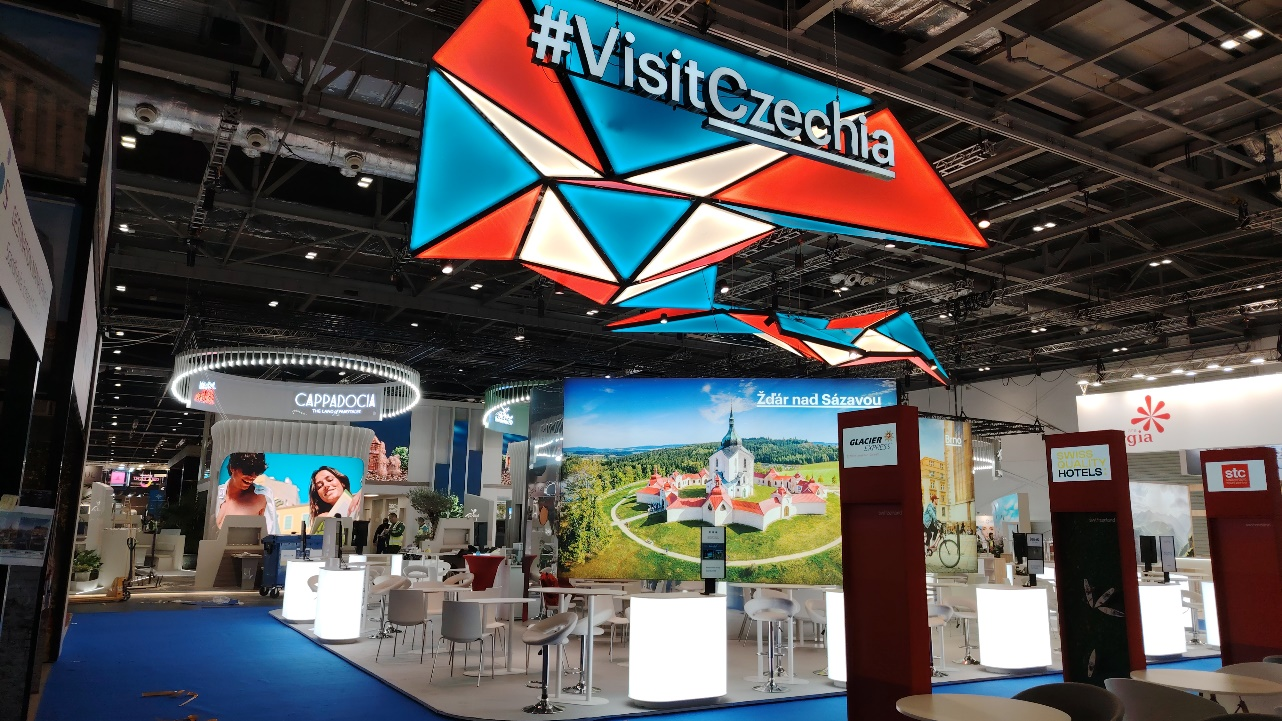 #VisitCzechia
CAPPADOCIA
Žďár nad Sázavou
GLACIER
EXPRESS
Brno
SWISS
QUALITY
HOTELS
gia
stc